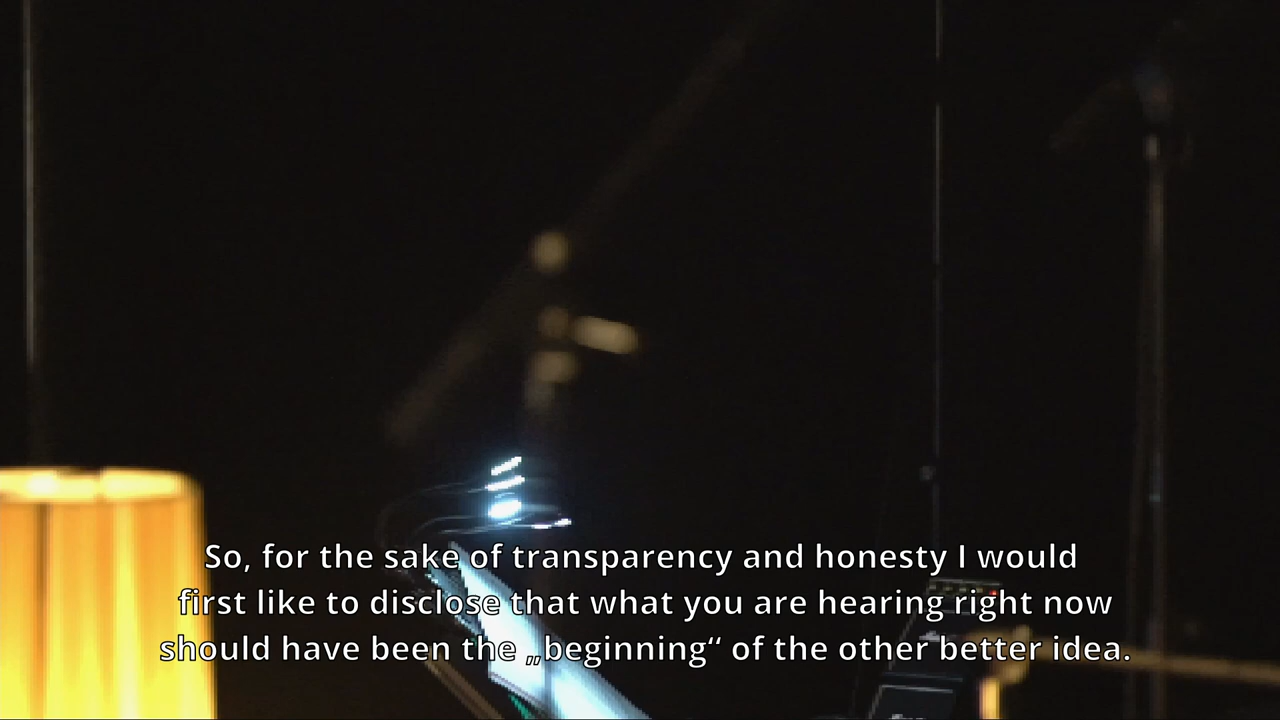 So, for the sake of transparency and honesty I would
first like to disclose that what you are hearing right now
should have been the „beginning“ of the other better idea.